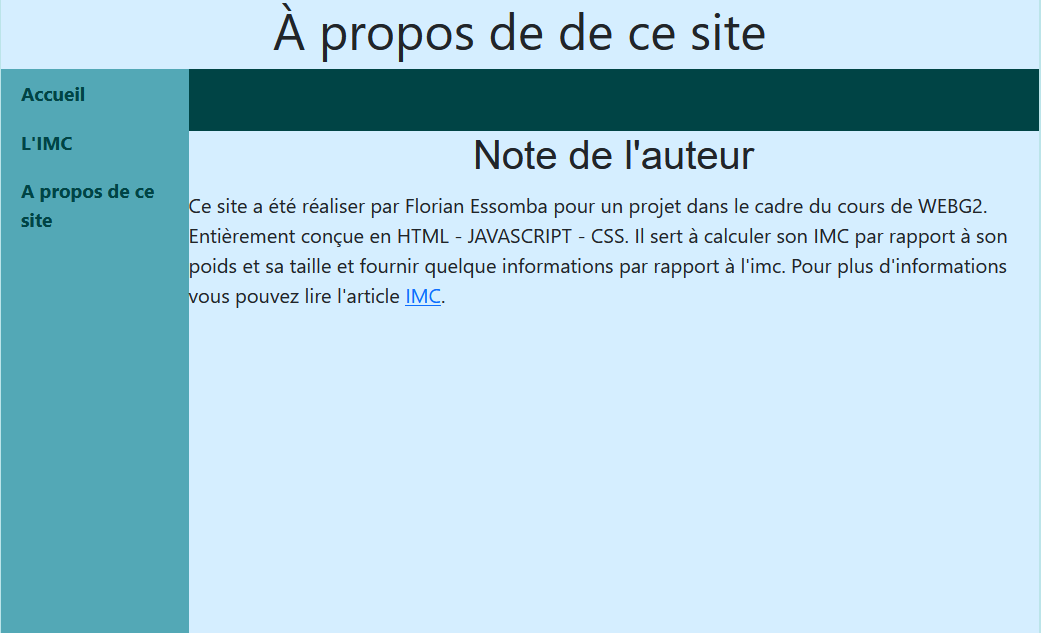 À propos de de ce site
Accueil
L'IMC
A propos de ce
site
Note de l'auteur
Ce site a été réaliser par Florian Essomba pour un projet dans le cadre du cours de WEBG2.
Entièrement conçue en HTML - JAVASCRIPT - CSS. Il sert à calculer son IMC par rapport à son
poids et sa taille et fournir quelque informations par rapport à l'imc. Pour plus d'informations
vous pouvez lire l'article IMC.